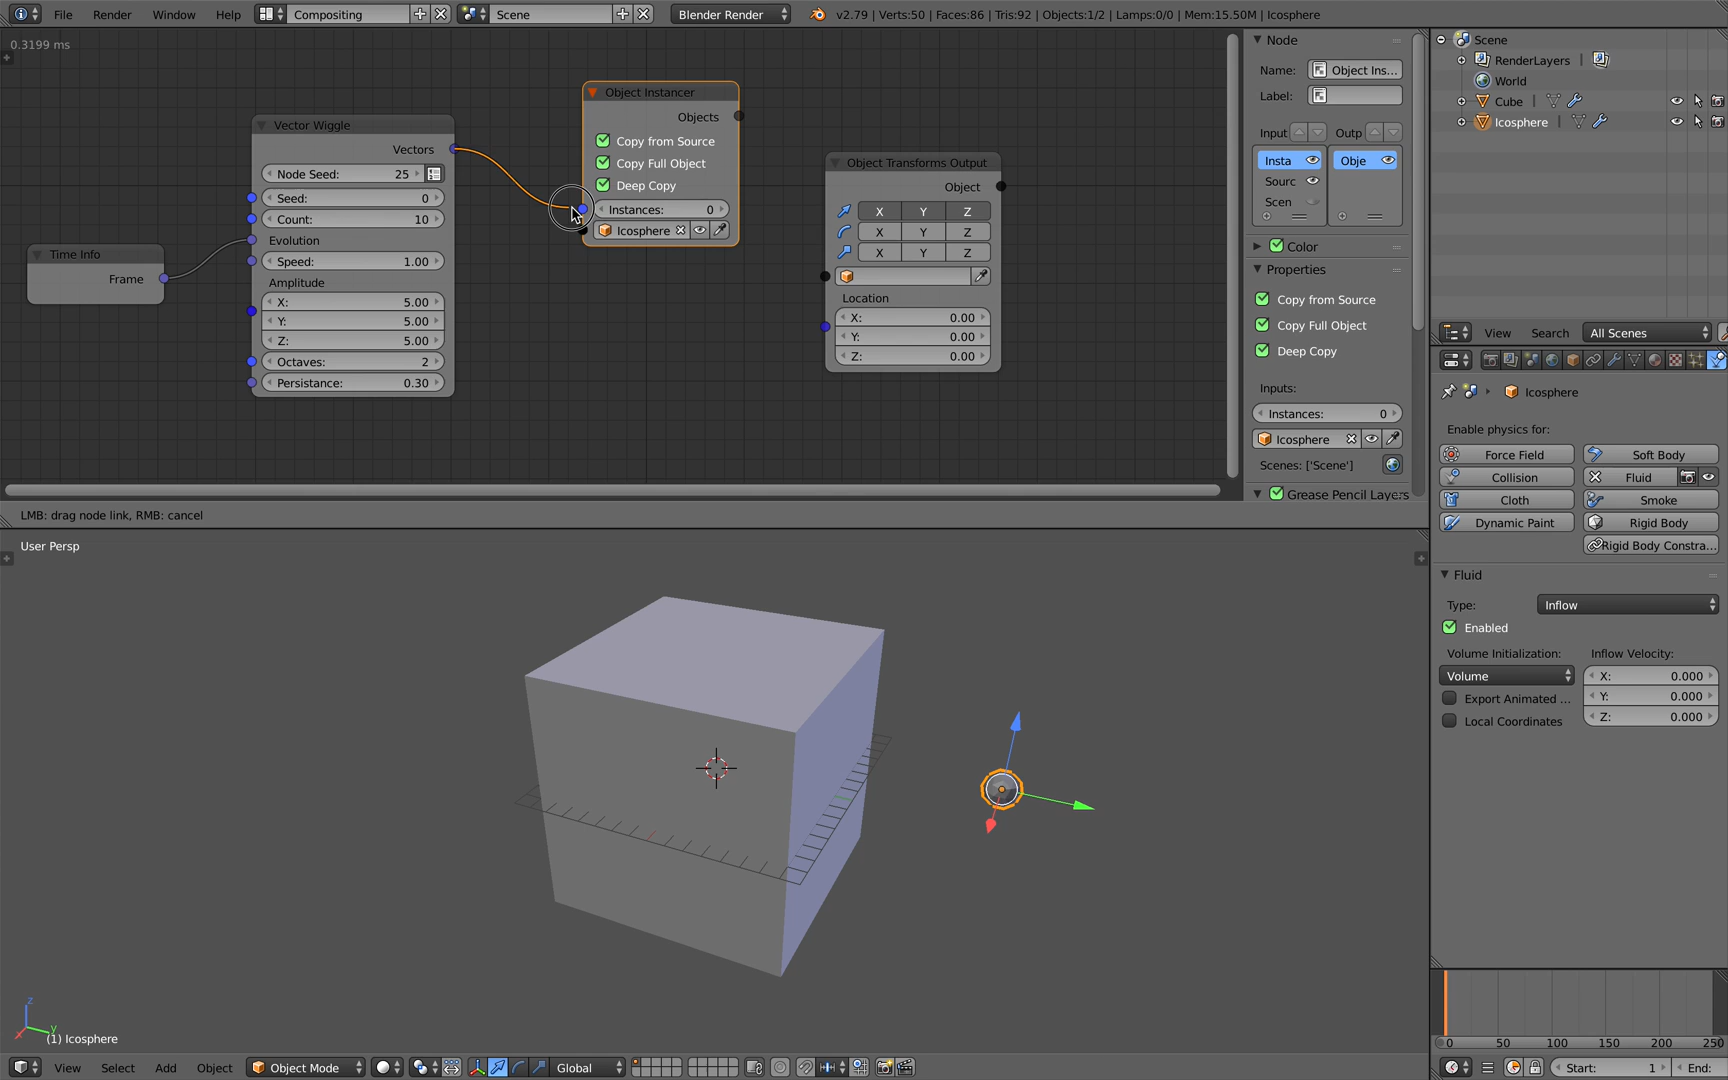 File Render Window Help Compositing Scene Blender Render v2.79 | Verts:50 | Faces:86 | Tris:92 | Objects:1/2 | Lamps:0/0 | Mem:15.50M | Icosphere
0.3199 ms
Time Info
Frame
Vector Wiggle
Vectors
Node Seed: 25
Seed: 0
Count: 10
Evolution
Speed: 1.00
Amplitude
X: 5.00
Y: 5.00
Z: 5.00
Octaves: 2
Persistance: 0.30
Object Instancer
Objects
Copy from Source
Copy Full Object
Deep Copy
Instances: 0
Icosphere
Object Transforms Output
Object
X Y Z
X Y Z
X Y Z
Location
X: 0.00
Y: 0.00
Z: 0.00
Node
Name: Object Ins...
Label:
Input Outp
Insta Obje
Sourc
Scen
Color
Properties
Copy from Source
Copy Full Object
Deep Copy
Inputs:
Instances: 0
Icosphere
Scenes: ['Scene']
Grease Pencil Layers
Scene
RenderLayers
World
Cube
Icosphere
View Search All Scenes
Icosphere
Enable physics for:
Force Field Soft Body
Collision Fluid
Cloth Smoke
Dynamic Paint Rigid Body
Rigid Body Constra...
Fluid
Type: Inflow
Enabled
Volume Initialization: Inflow Velocity:
Volume X: 0.000
Export Animated ... Y: 0.000
Local Coordinates Z: 0.000
LMB: drag node link, RMB: cancel
User Persp
z
x y
(1) Icosphere
View Select Add Object Object Mode Global
0 50 100 150 200 250
Start: 1 End: